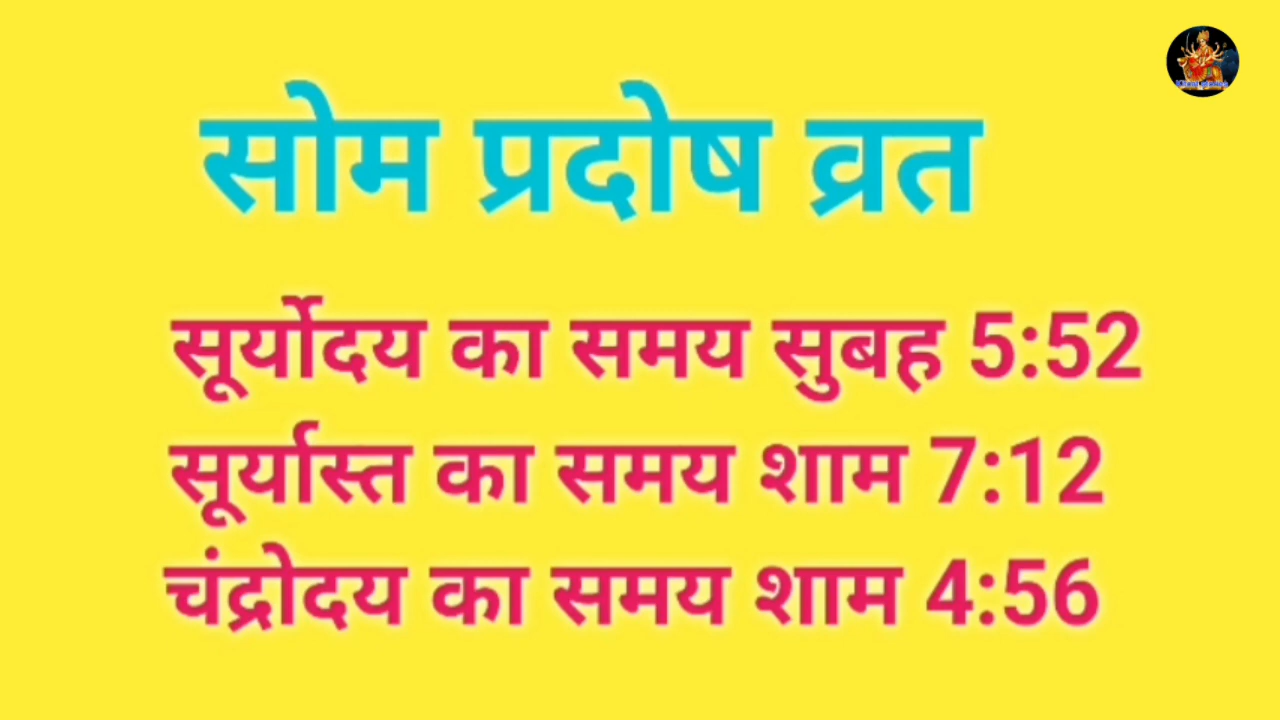 सोम प्रदोष व्रत
सूर्योदय का समय सुबह 5:52
सूर्यास्त का समय शाम 7:12
चंद्रोदय का समय शाम 4:56